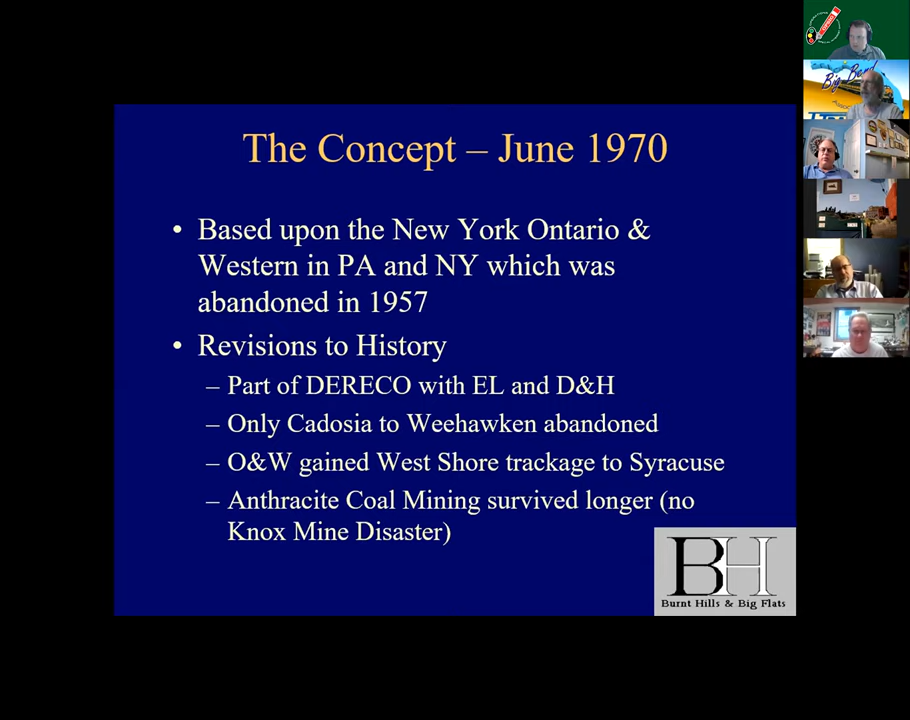 The Concept – June 1970
• Based upon the New York Ontario &
Western in PA and NY which was
abandoned in 1957
• Revisions to History
– Part of DERECO with EL and D&H
– Only Cadosia to Weehawken abandoned
– O&W gained West Shore trackage to Syracuse
– Anthracite Coal Mining survived longer (no
Knox Mine Disaster)
BH
Burnt Hills & Big Flats
Big Bend